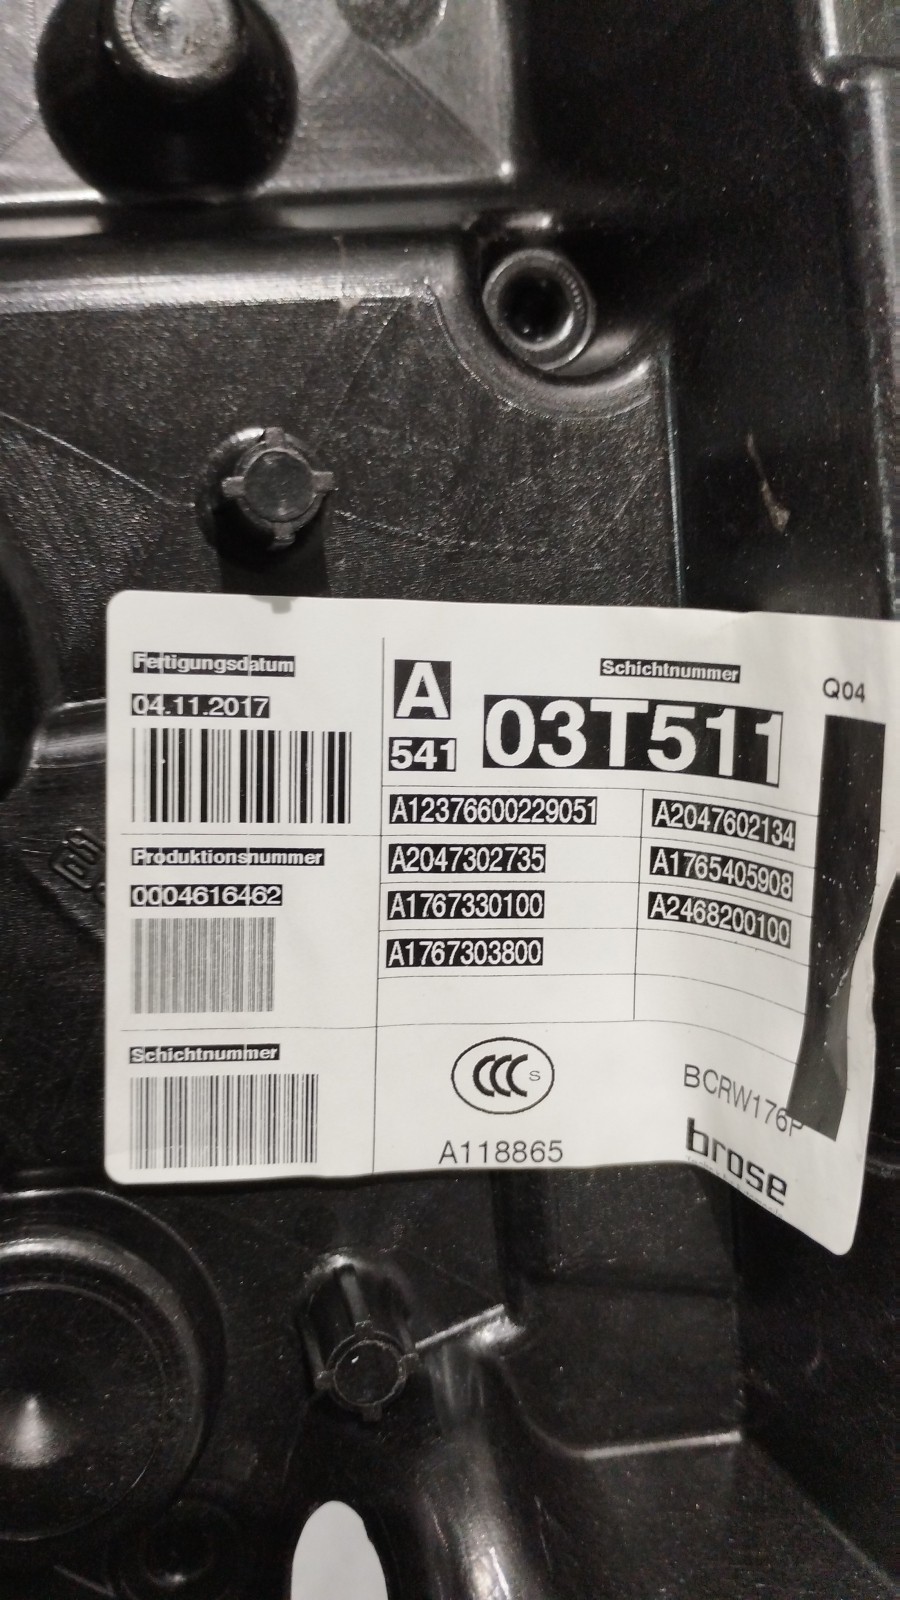 Fertigungsdatum
04.11.2017
Produktionsnummer
0004616462
Schichtnummer
A
541
Schichtnummer
03T511
Q04
A12376600229051
A2047302735
A1767330100
A1767303800
A2047602134
A1765405908
A2468200100
CCC S
A118865
BCRW176P
brose